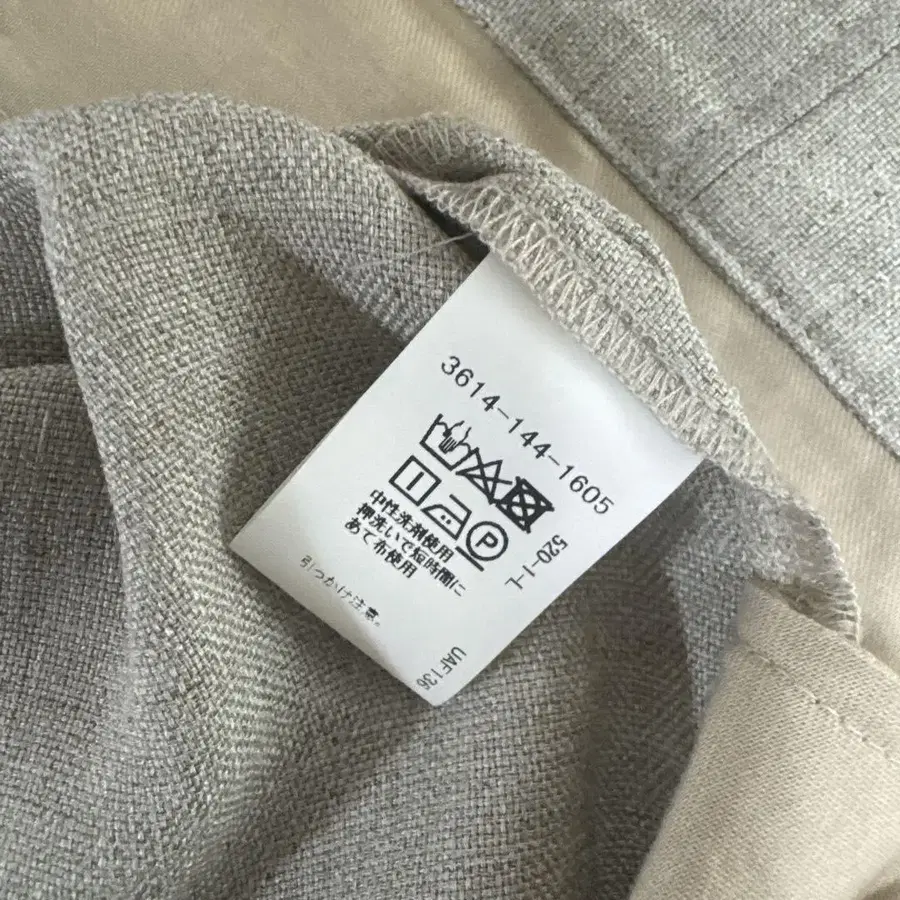 3614-144-1605
P
中性洗剤使用
押洗いで短時間に
あて布使用
520-I-L
引っかけ注意。
UAF136